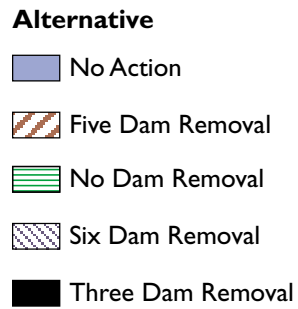 Alternative
No Action
Five Dam Removal
No Dam Removal
Six Dam Removal
Three Dam Removal